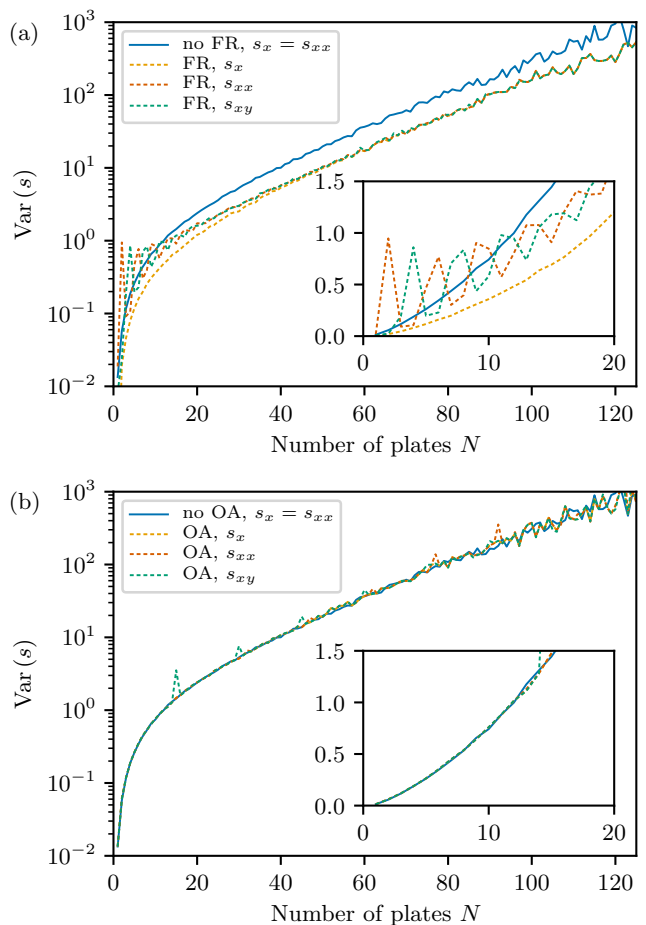 (a)
no FR, s_x = s_xx
FR, s_x
FR, s_xx
FR, s_xy
Var (s)
10^3
10^2
10^1
10^0
10^−1
10^−2
1.5
1.0
0.5
0.0
0 10 20
0 20 40 60 80 100 120
Number of plates N
(b)
no OA, s_x = s_xx
OA, s_x
OA, s_xx
OA, s_xy
Var (s)
10^3
10^2
10^1
10^0
10^−1
10^−2
1.5
1.0
0.5
0.0
0 10 20
0 20 40 60 80 100 120
Number of plates N